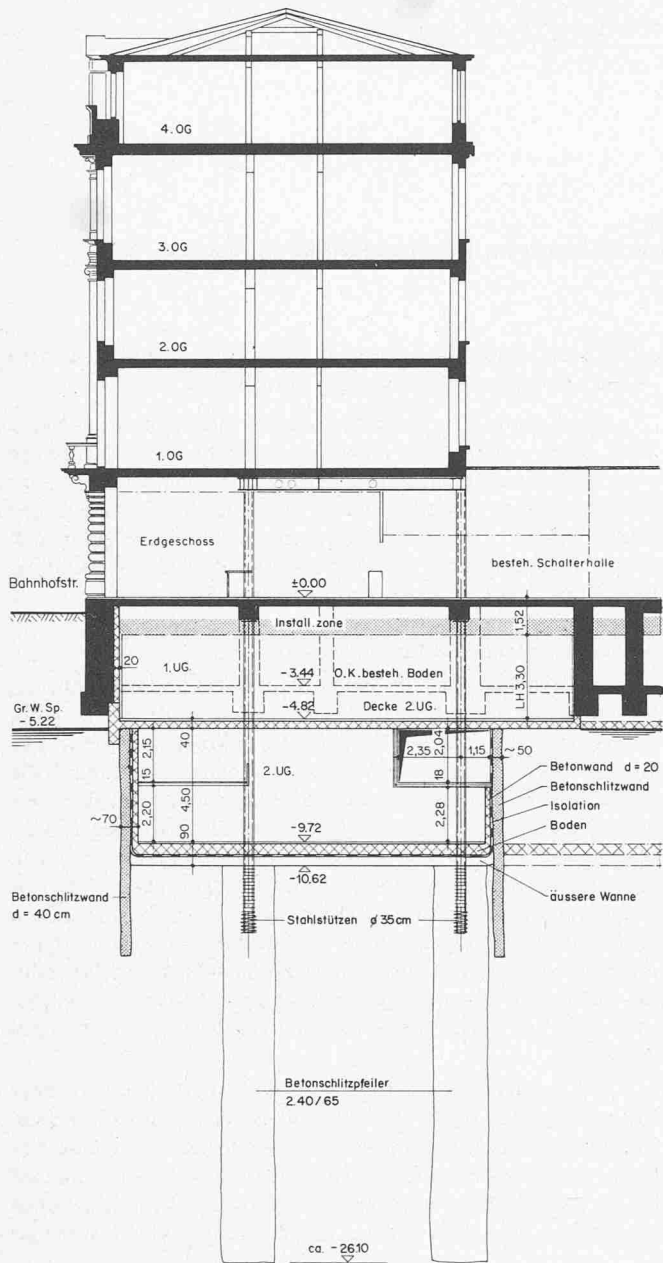 4.OG
3.OG
2.OG
1.OG
Erdgeschoss
besteh. Schalterhalle
Bahnhofstr.
±0.00
Install.zone
1,52
20
1.UG.
-3.44
O.K.besteh. Boden
LH 3,30
Gr.W. Sp.
- 5.22
-4.82
Decke 2.UG.
2,15
40
2,35
2,04
1,15
~50
2.UG.
Betonwand d = 20
15
18
Betonschlitzwand
4,50
Isolation
2,20
2,28
~70
Boden
-9.72
90
-10,62
äussere Wanne
Betonschlitzwand
d = 40 cm
Stahlstützen ø 35cm
Betonschlitzpfeiler
2.40/65
ca. -26.10